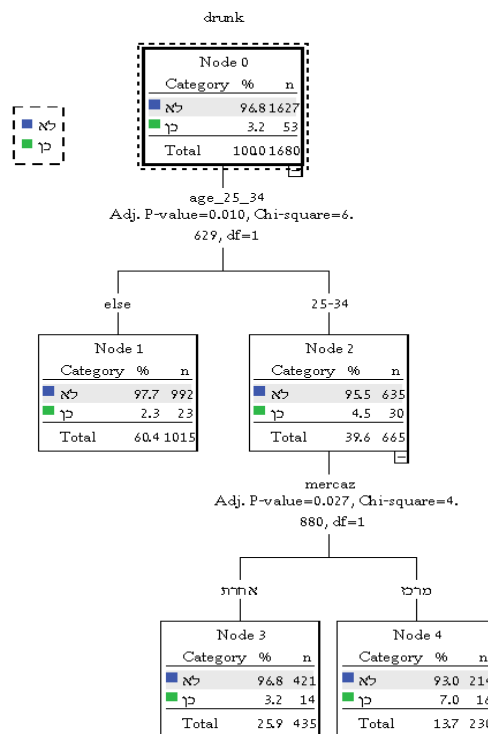 drunk
Node 0
Category % n
לא 96.8 1627
כן 3.2 53
Total 100.0 1680
לא
כן
age_25_34
Adj. P-value=0.010, Chi-square=6.
629, df=1
else
25-34
Node 1
Category % n
לא 97.7 992
כן 2.3 23
Total 60.4 1015
Node 2
Category % n
לא 95.5 635
כן 4.5 30
Total 39.6 665
mercaz
Adj. P-value=0.027, Chi-square=4.
880, df=1
אחרת
מרכז
Node 3
Category % n
לא 96.8 421
כן 3.2 14
Total 25.9 435
Node 4
Category % n
לא 93.0 214
כן 7.0 16
Total 13.7 230